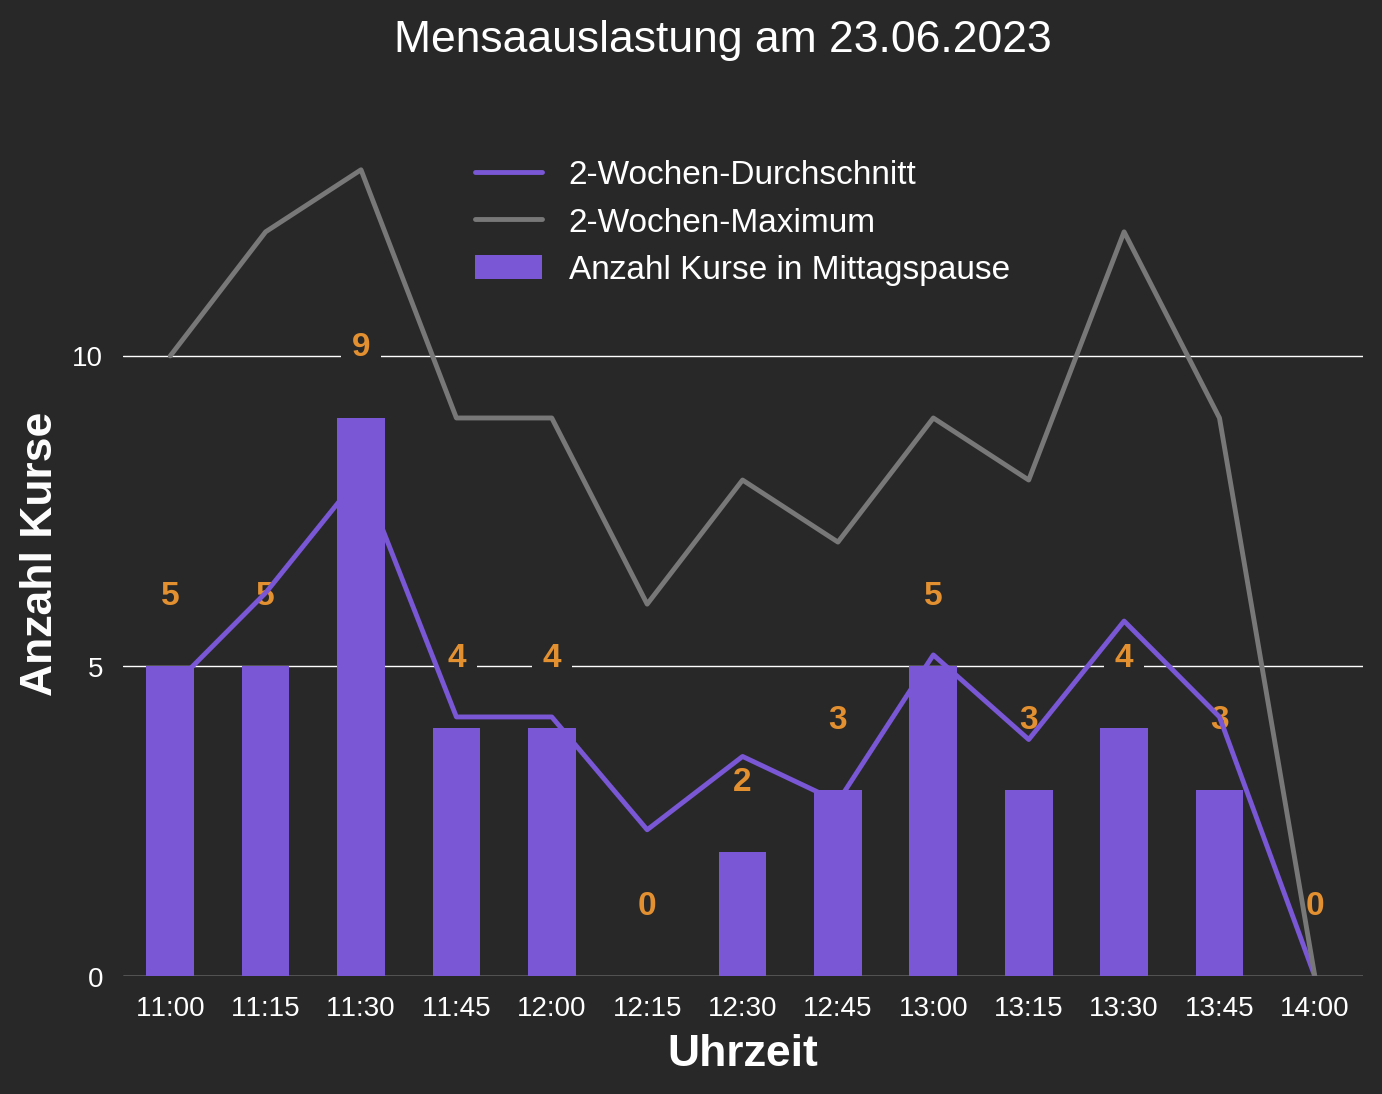 Mensaauslastung am 23.06.2023
2-Wochen-Durchschnitt
2-Wochen-Maximum
Anzahl Kurse in Mittagspause
Anzahl Kurse
10
5
0
5
5
9
4
4
0
2
3
5
3
4
3
0
11:00 11:15 11:30 11:45 12:00 12:15 12:30 12:45 13:00 13:15 13:30 13:45 14:00
Uhrzeit